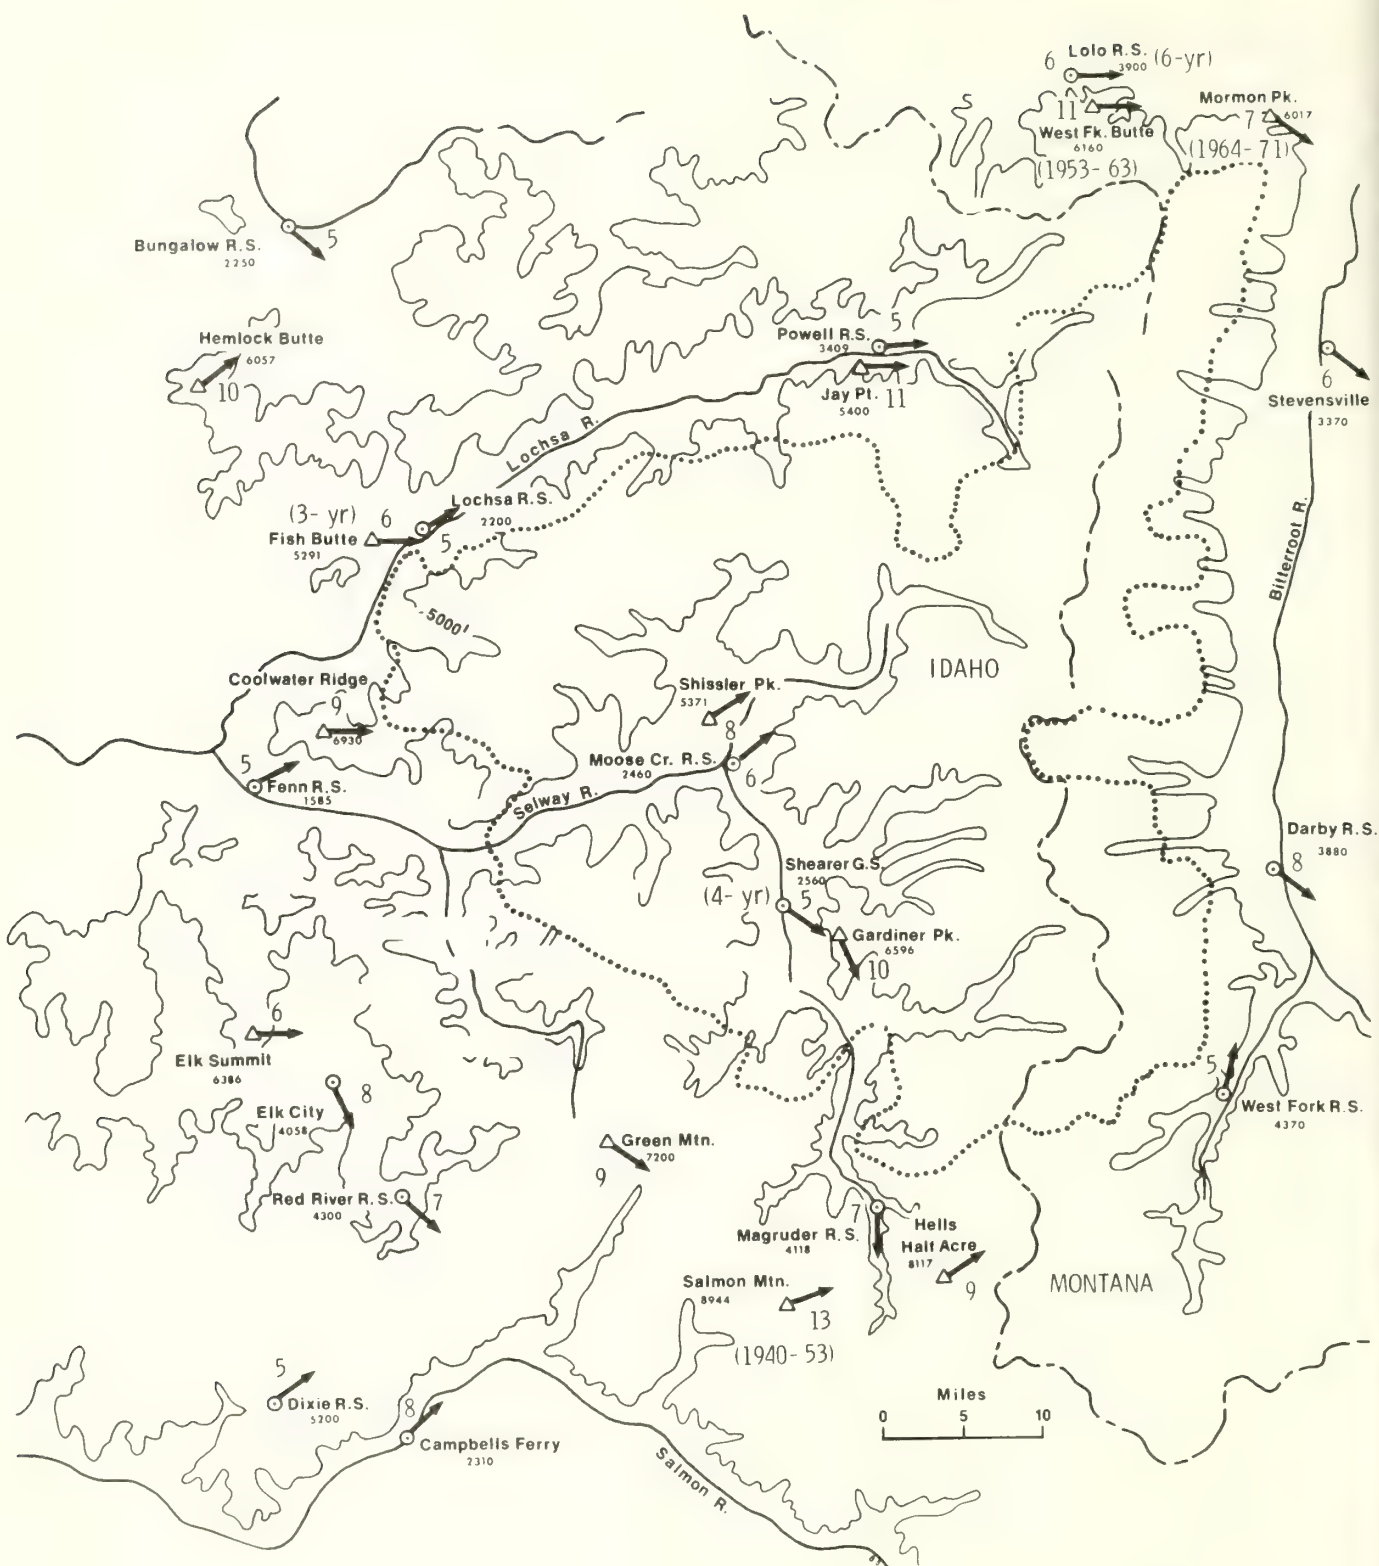 6 Lolo R.S. (6-yr)
3900
11
West Fk. Butte
6160
(1953-63)
Mormon Pk.
7 6017
(1964-71)
Bungalow R.S.
2250
5
Hemlock Butte
6057
10
Powell R.S.
3409
5
Jay Pt. 11
5400
6
Stevensville
3370
Lochsa R.
Lochsa R.S.
2200
5
(3-yr) 6
Fish Butte
5291
5000'
Bitterroot R.
IDAHO
Coolwater Ridge
9
6930
Shissler Pk.
5371
8
Moose Cr. R.S.
2460
6
5
Fenn R.S.
1585
Selway R.
Darby R.S.
3880
8
Shearer G.S.
2560
(4-yr) 5
Gardiner Pk.
6596
10
6
Elk Summit
6386
Elk City
4058
8
5
West Fork R.S.
4370
Green Mtn.
7200
9
Red River R.S.
4300
7
7
Magruder R.S.
4118
Hells
Half Acre
8117
9
Salmon Mtn.
8944
13
(1940-53)
MONTANA
5
Dixie R.S.
5200
8
Campbells Ferry
2310
Salmon R.
Miles
0 5 10